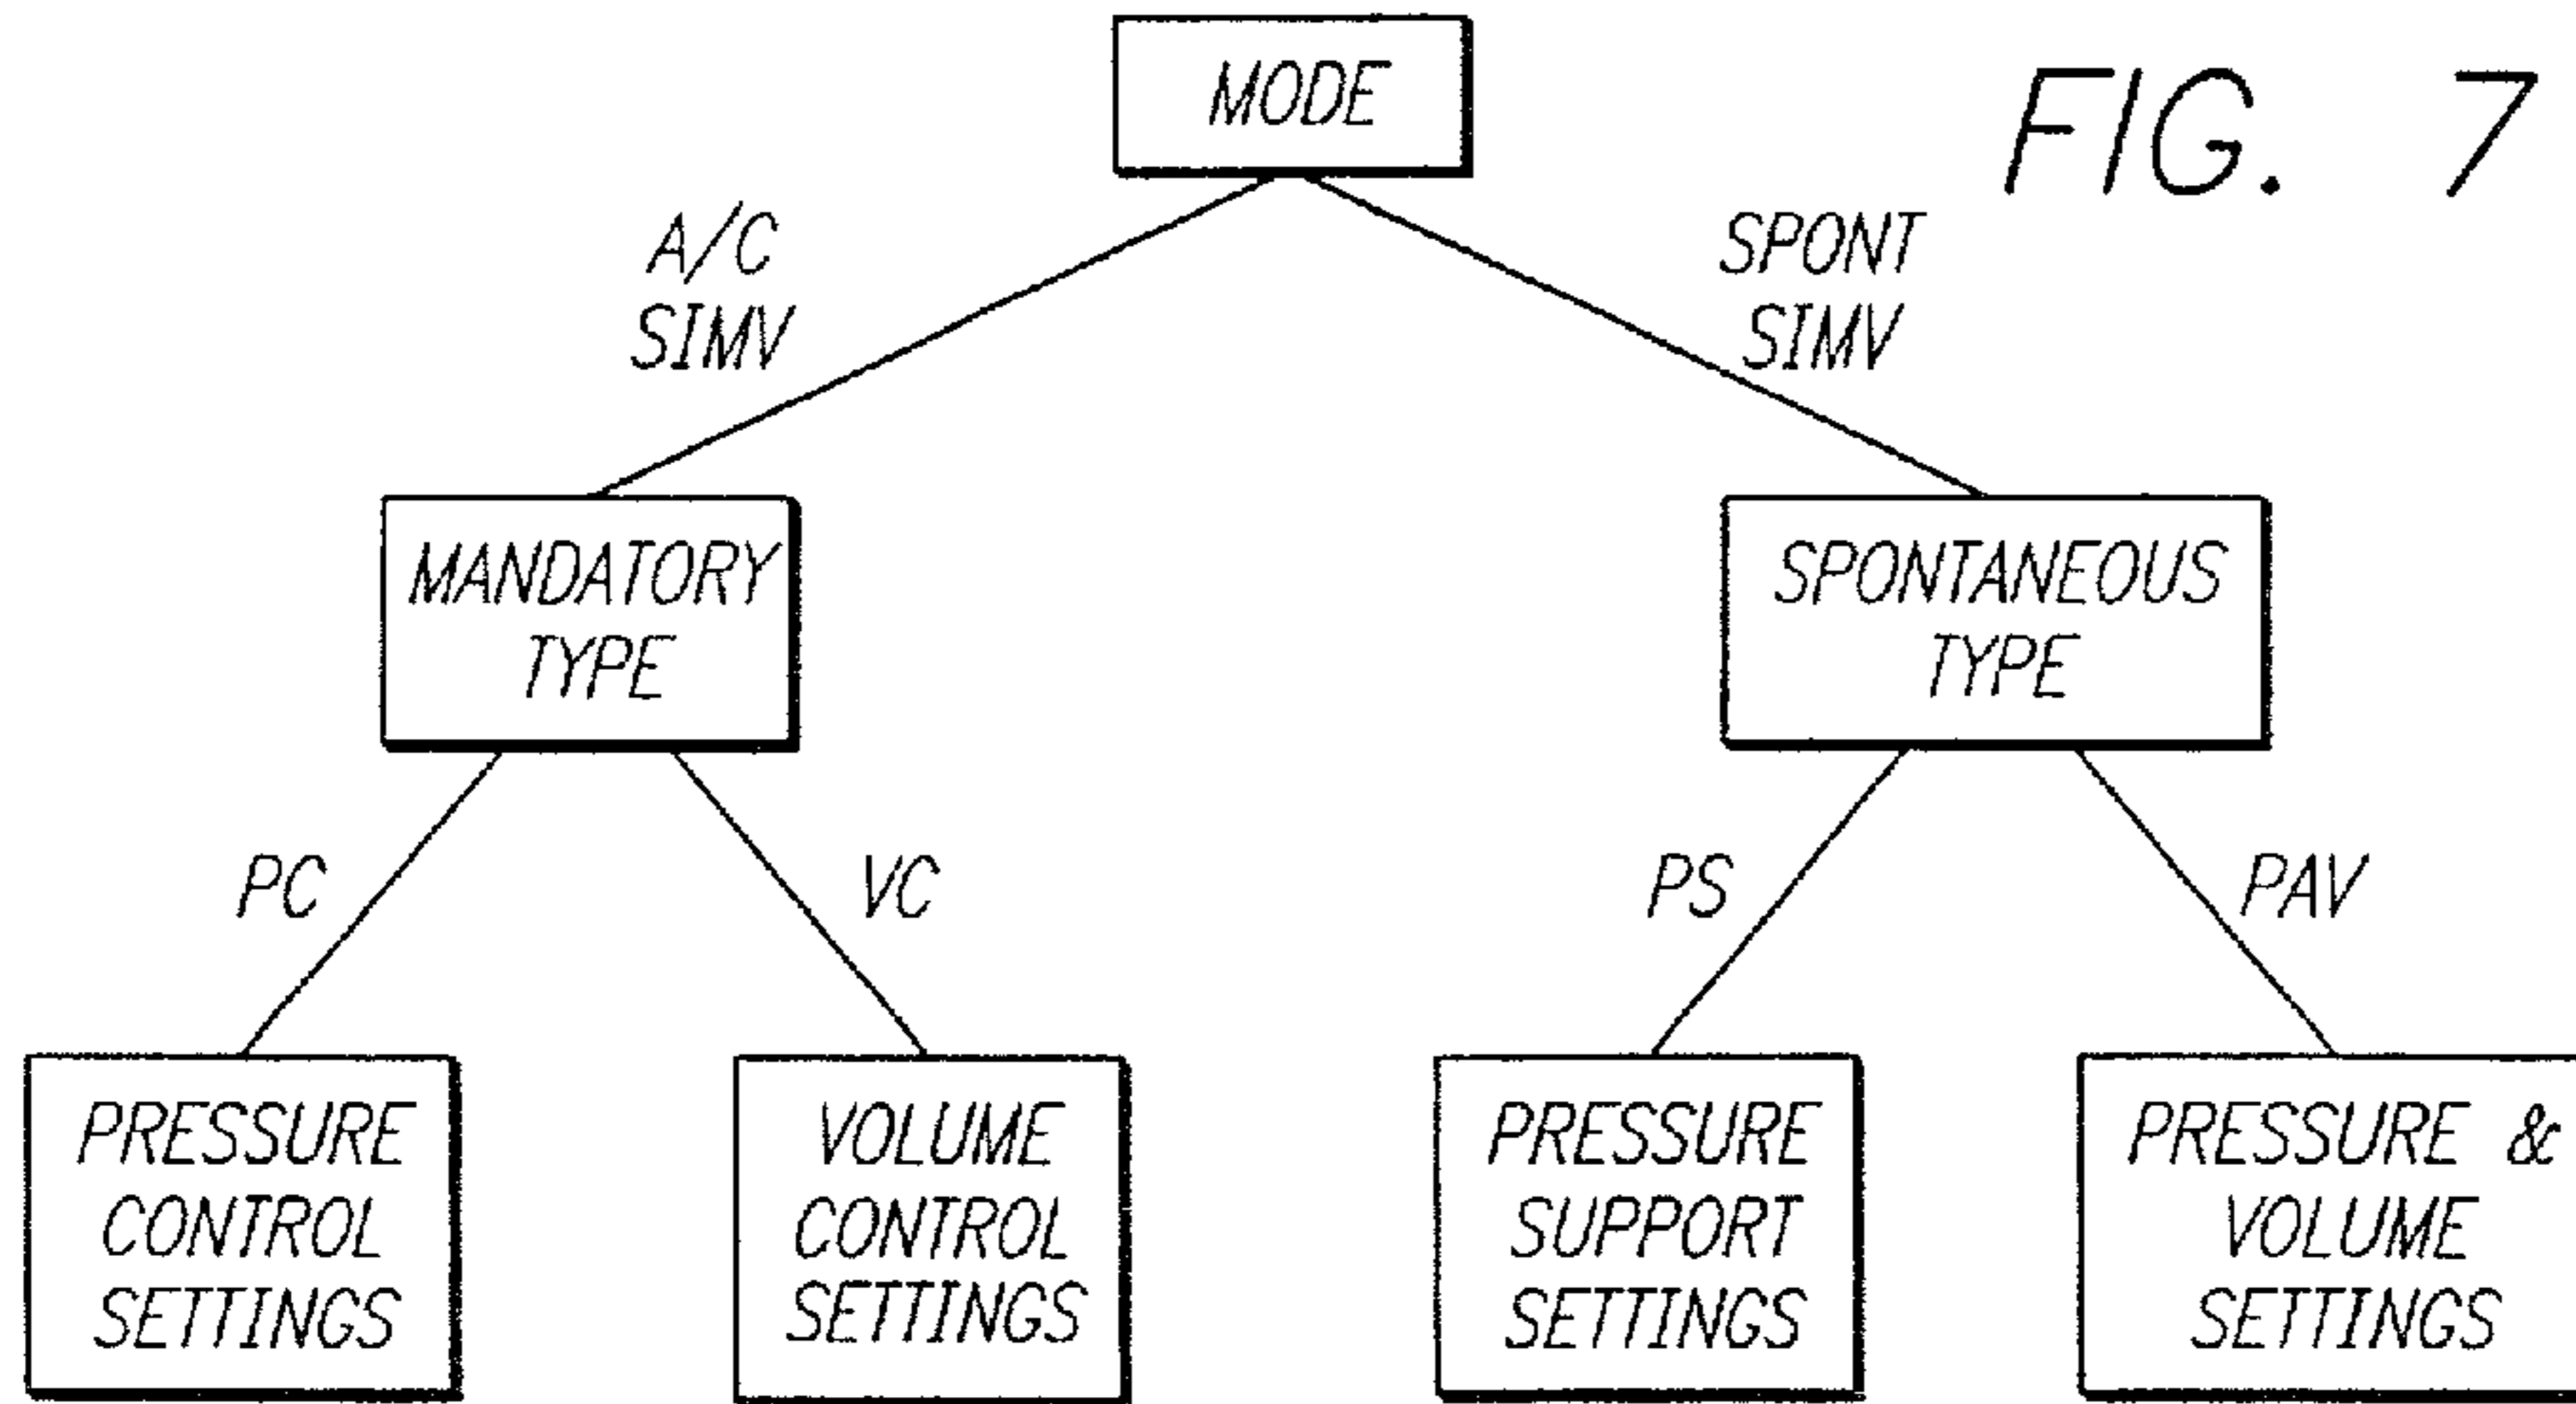 MODE
FIG. 7
A/C
SIMV
SPONT
SIMV
MANDATORY
TYPE
SPONTANEOUS
TYPE
PC
VC
PS
PAV
PRESSURE
CONTROL
SETTINGS
VOLUME
CONTROL
SETTINGS
PRESSURE
SUPPORT
SETTINGS
PRESSURE &
VOLUME
SETTINGS